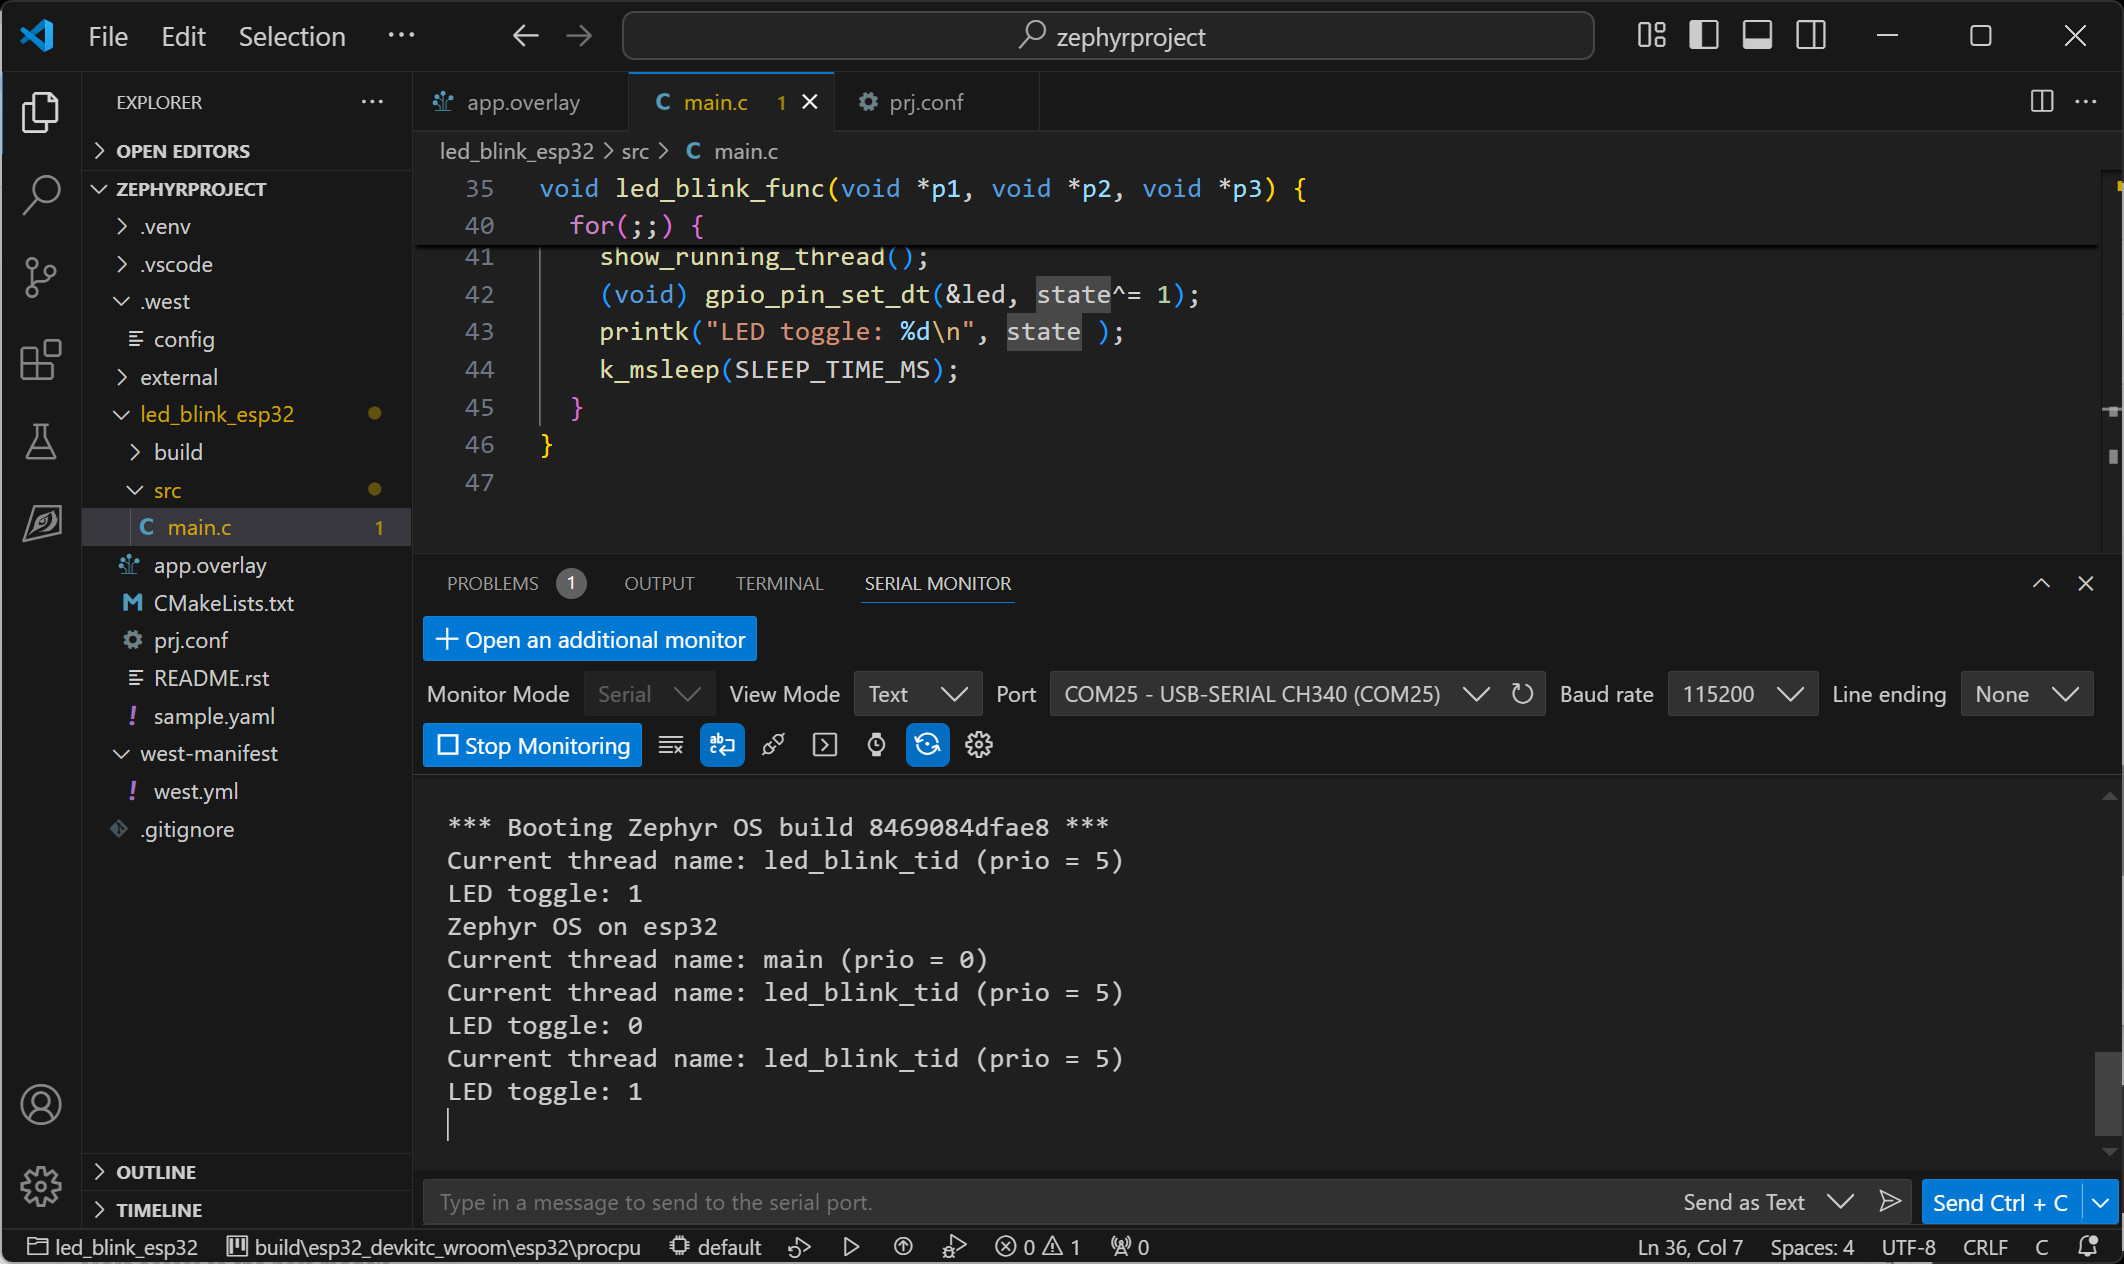 File Edit Selection ··· zephyrproject
EXPLORER ···
OPEN EDITORS
ZEPHYRPROJECT
.venv
.vscode
.west
config
external
led_blink_esp32
build
src
C main.c 1
app.overlay
M CMakeLists.txt
prj.conf
README.rst
! sample.yaml
west-manifest
! west.yml
.gitignore
OUTLINE
TIMELINE
app.overlay C main.c 1 prj.conf ···
led_blink_esp32 > src > C main.c
35 void led_blink_func(void *p1, void *p2, void *p3) {
40 for(;;) {
41 show_running_thread();
42 (void) gpio_pin_set_dt(&led, state^= 1);
43 printk("LED toggle: %d\n", state );
44 k_msleep(SLEEP_TIME_MS);
45 }
46 }
47
PROBLEMS 1 OUTPUT TERMINAL SERIAL MONITOR
+ Open an additional monitor
Monitor Mode Serial View Mode Text Port COM25 - USB-SERIAL CH340 (COM25) Baud rate 115200 Line ending None
Stop Monitoring
*** Booting Zephyr OS build 8469084dfae8 ***
Current thread name: led_blink_tid (prio = 5)
LED toggle: 1
Zephyr OS on esp32
Current thread name: main (prio = 0)
Current thread name: led_blink_tid (prio = 5)
LED toggle: 0
Current thread name: led_blink_tid (prio = 5)
LED toggle: 1
Type in a message to send to the serial port. Send as Text Send Ctrl + C
led_blink_esp32 build\esp32_devkitc_wroom\esp32\procpu default 0 1 0 Ln 36, Col 7 Spaces: 4 UTF-8 CRLF C